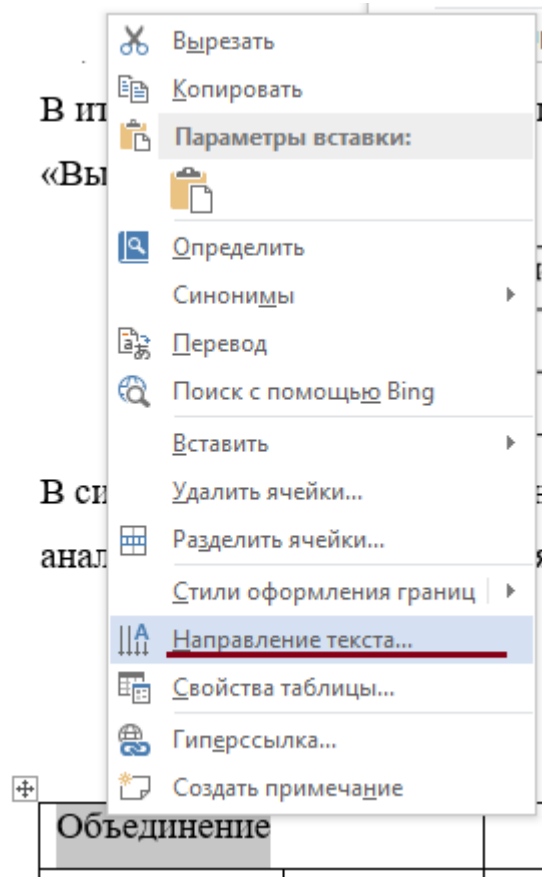 Вырезать
В ит
Копировать
Параметры вставки:
«Вы
Определить
Синонимы
Перевод
Поиск с помощью Bing
Вставить
В си
Удалить ячейки...
анал
Разделить ячейки...
Стили оформления границ
Направление текста...
Свойства таблицы...
Гиперссылка...
Создать примечание
Объединение